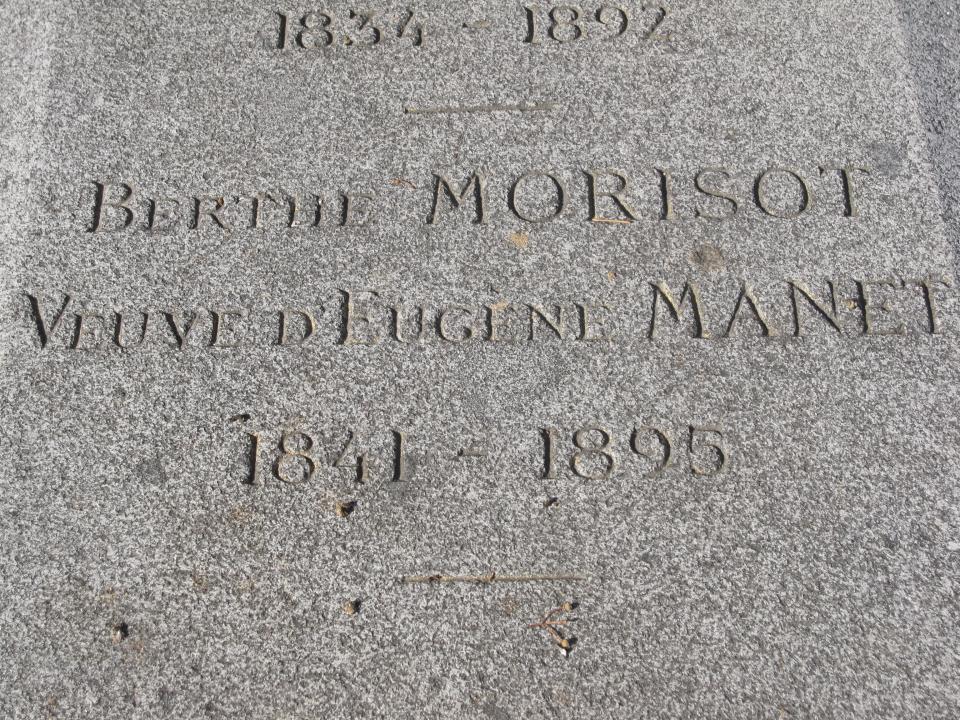 1834 - 1892
BERTHE MORISOT
VEUVE D'EUGÈNE MANET
1841 - 1895